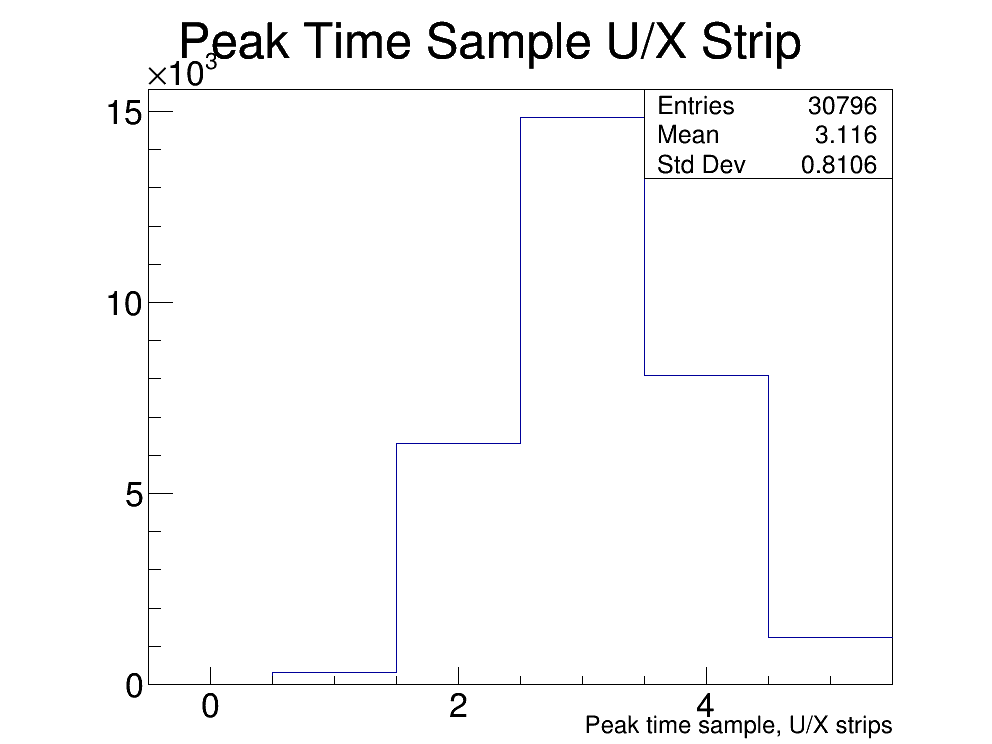 Peak Time Sample U/X Strip
×10³
Entries 30796
Mean 3.116
Std Dev 0.8106
15
10
5
0
0 2 4
Peak time sample, U/X strips